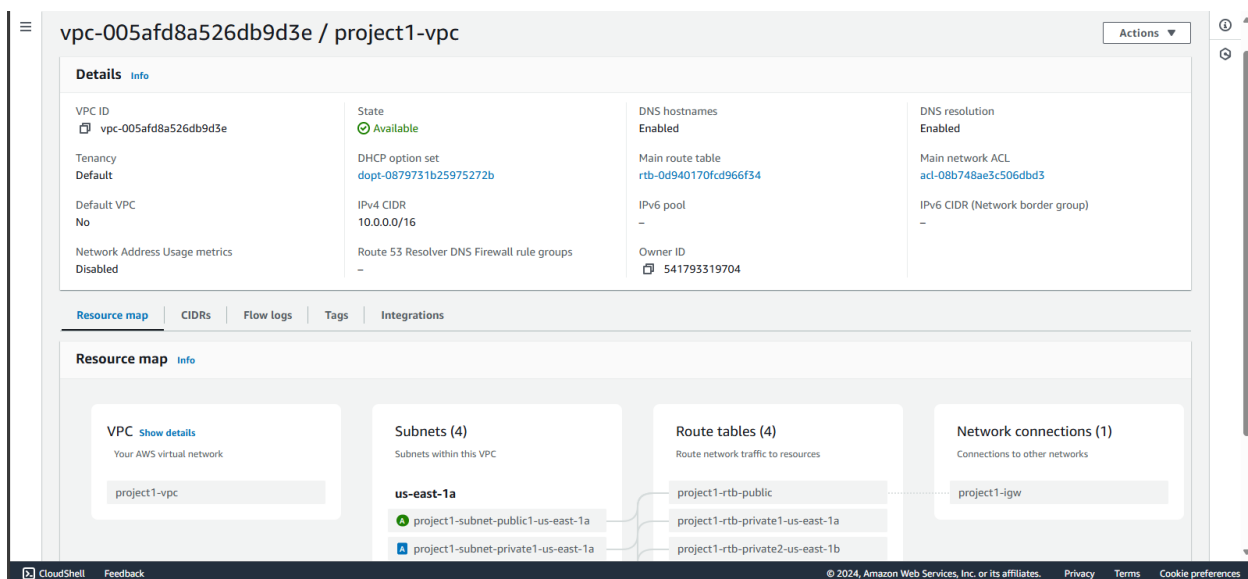 vpc-005afd8a526db9d3e / project1-vpc
Actions ▼
Details Info
VPC ID
vpc-005afd8a526db9d3e
State
Available
DNS hostnames
Enabled
DNS resolution
Enabled
Tenancy
Default
DHCP option set
dopt-0879731b25975272b
Main route table
rtb-0d940170fcd966f34
Main network ACL
acl-08b748ae3c506dbd3
Default VPC
No
IPv4 CIDR
10.0.0.0/16
IPv6 pool
–
IPv6 CIDR (Network border group)
–
Network Address Usage metrics
Disabled
Route 53 Resolver DNS Firewall rule groups
–
Owner ID
541793319704
Resource map
CIDRs
Flow logs
Tags
Integrations
Resource map Info
VPC Show details
Your AWS virtual network
project1-vpc
Subnets (4)
Subnets within this VPC
us-east-1a
A project1-subnet-public1-us-east-1a
A project1-subnet-private1-us-east-1a
Route tables (4)
Route network traffic to resources
project1-rtb-public
project1-rtb-private1-us-east-1a
project1-rtb-private2-us-east-1b
Network connections (1)
Connections to other networks
project1-igw
CloudShell Feedback © 2024, Amazon Web Services, Inc. or its affiliates. Privacy Terms Cookie preferences